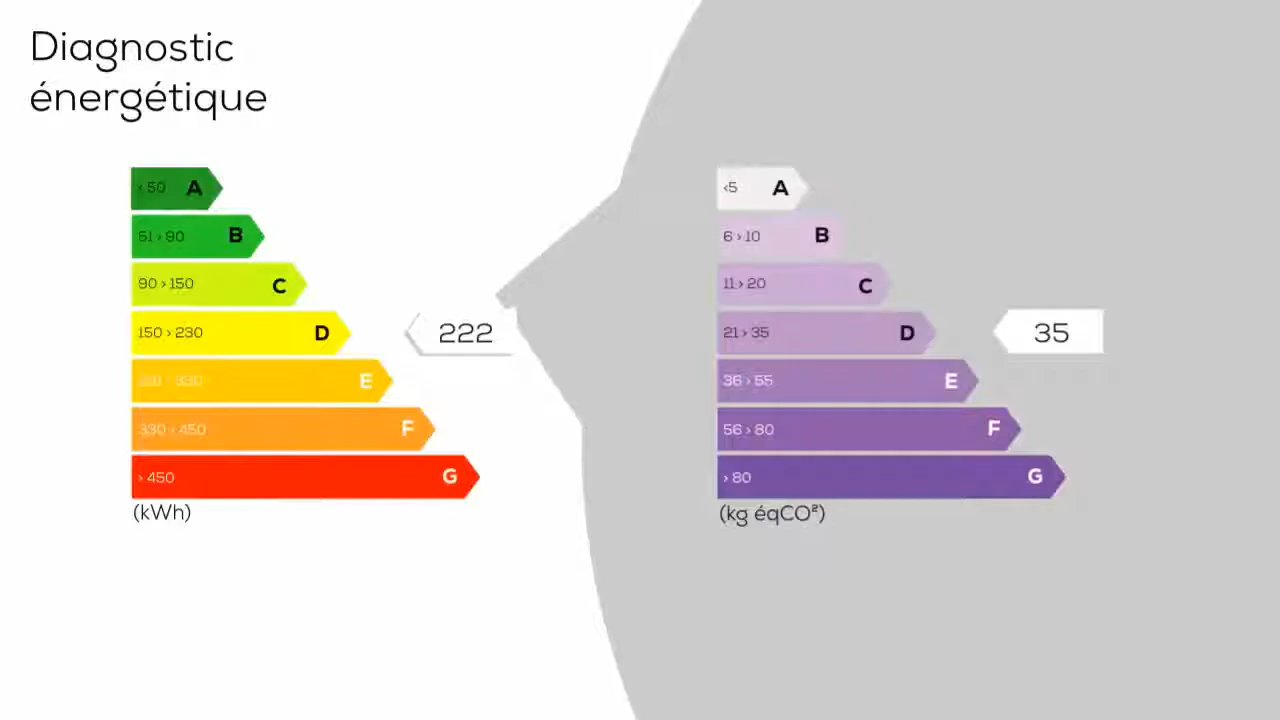 Diagnostic
énergétique
< 50 A
51 > 90 B
90 > 150 C
150 > 230 D
222
E
330 > 450 F
> 450 G
(kWh)
<5 A
6 > 10 B
11 > 20 C
21 > 35 D
35
36 > 55 E
56 > 80 F
> 80 G
(kg éqCO²)